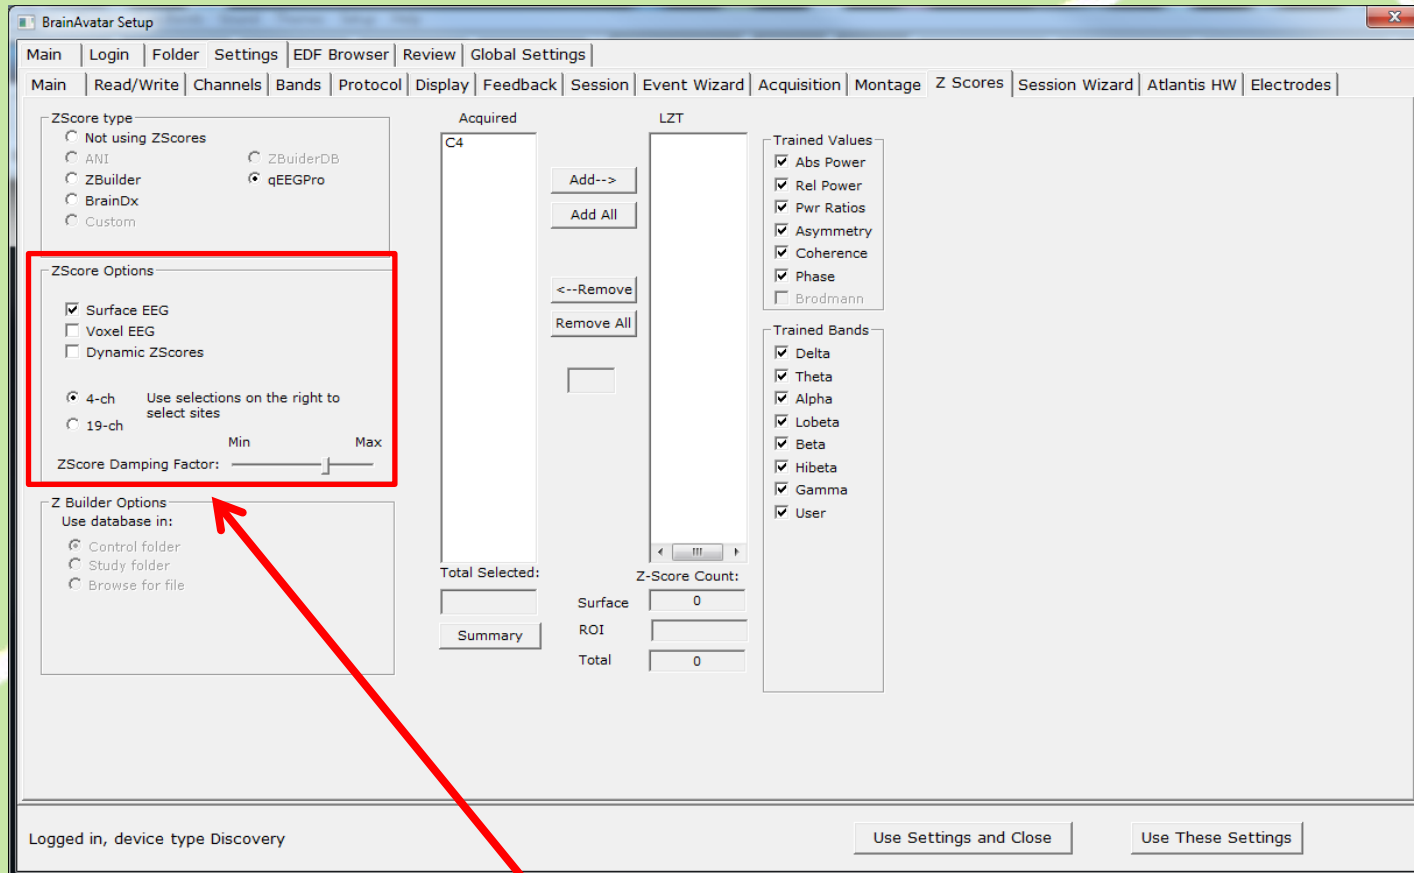 BrainAvatar Setup
Main Login Folder Settings EDF Browser Review Global Settings
Main Read/Write Channels Bands Protocol Display Feedback Session Event Wizard Acquisition Montage Z Scores Session Wizard Atlantis HW Electrodes
ZScore type
Not using ZScores
ANI ZBuiderDB
ZBuilder qEEGPro
BrainDx
Custom
ZScore Options
Surface EEG
Voxel EEG
Dynamic ZScores
4-ch Use selections on the right to
select sites
19-ch
Min Max
ZScore Damping Factor:
Z Builder Options
Use database in:
Control folder
Study folder
Browse for file
Acquired
C4
Add-->
Add All
<--Remove
Remove All
Total Selected:
Summary
LZT
Z-Score Count:
Surface 0
ROI
Total 0
Trained Values
Abs Power
Rel Power
Pwr Ratios
Asymmetry
Coherence
Phase
Brodmann
Trained Bands
Delta
Theta
Alpha
Lobeta
Beta
Hibeta
Gamma
User
Logged in, device type Discovery
Use Settings and Close
Use These Settings